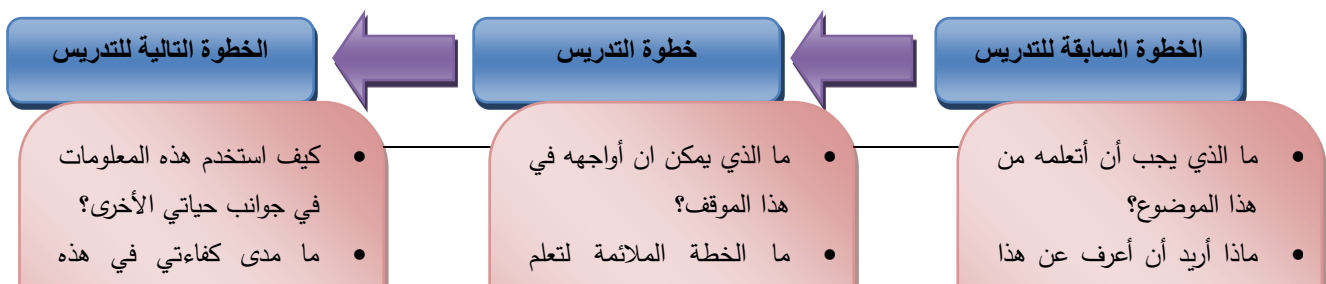 الخطوة السابقة للتدريس
خطوة التدريس
الخطوة التالية للتدريس
• ما الذي يجب أن أتعلمه من
هذا الموضوع؟
• ماذا أريد أن أعرف عن هذا
• ما الذي يمكن ان أواجهه في
هذا الموقف؟
• ما الخطة الملائمة لتعلم
• كيف استخدم هذه المعلومات
في جوانب حياتي الأخرى؟
• ما مدى كفاءتي في هذه